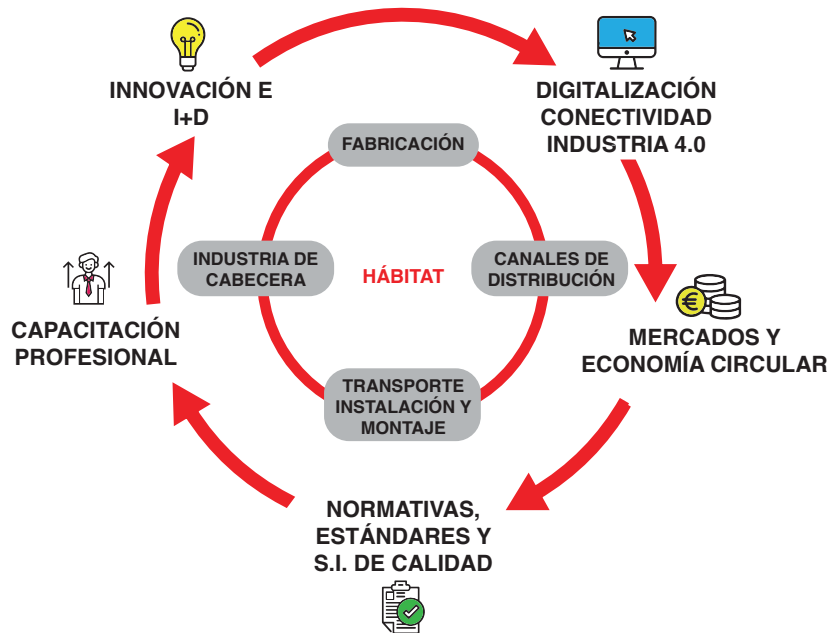 INNOVACIÓN E
I+D
DIGITALIZACIÓN
CONECTIVIDAD
INDUSTRIA 4.0
FABRICACIÓN
INDUSTRIA DE
CABECERA
HÁBITAT
CANALES DE
DISTRIBUCIÓN
CAPACITACIÓN
PROFESIONAL
€
MERCADOS Y
ECONOMÍA CIRCULAR
TRANSPORTE
INSTALACIÓN Y
MONTAJE
NORMATIVAS,
ESTÁNDARES Y
S.I. DE CALIDAD